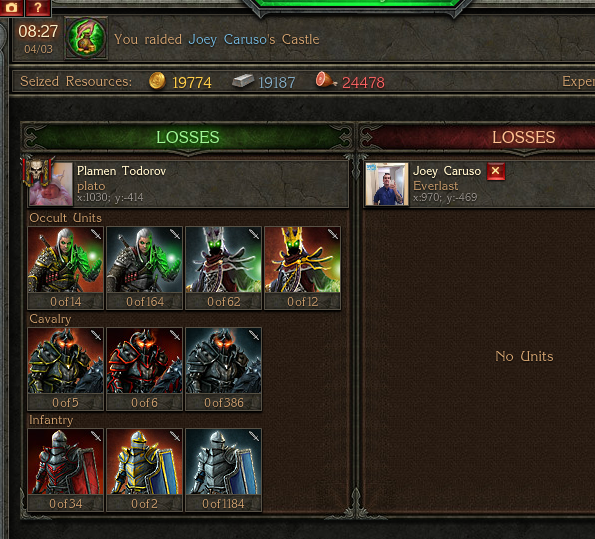 ?
08:27
04/03
You raided Joey Caruso's Castle
Seized Resources: 19774 19187 24478
LOSSES
LOSSES
Plamen Todorov
plato
x:1030; y:-414
Joey Caruso
Everlast
x:970; y:-469
Occult Units
0 of 14 0 of 164 0 of 62 0 of 12
Cavalry
0 of 5 0 of 6 0 of 386
No Units
Infantry
0 of 34 0 of 2 0 of 1184